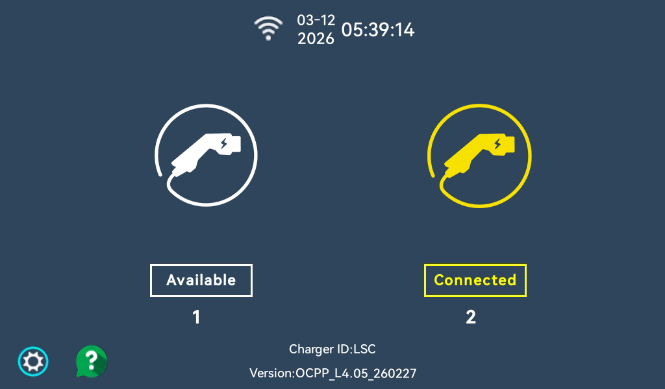 03-12
2026 05:39:14
Available
Connected
1
2
?
Charger ID:LSC
Version:OCPP_L4.05_260227